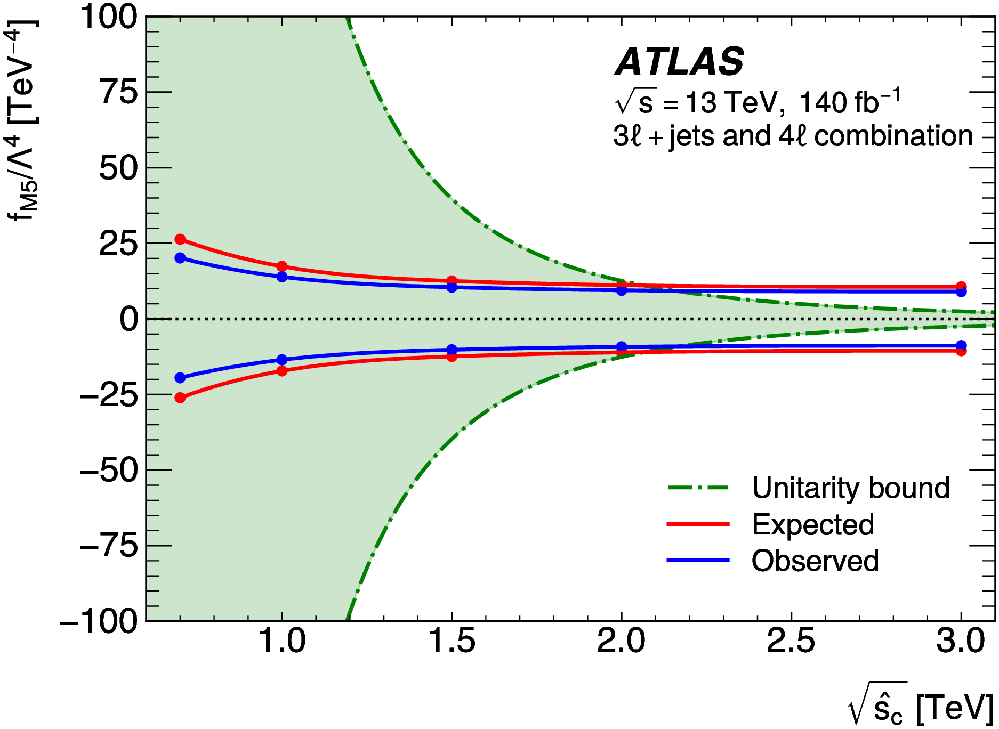 f_M5/Λ⁴ [TeV⁻⁴]
100
75
50
25
0
−25
−50
−75
−100
ATLAS
√s = 13 TeV, 140 fb⁻¹
3ℓ + jets and 4ℓ combination
Unitarity bound
Expected
Observed
1.0 1.5 2.0 2.5 3.0
√ŝ_c [TeV]